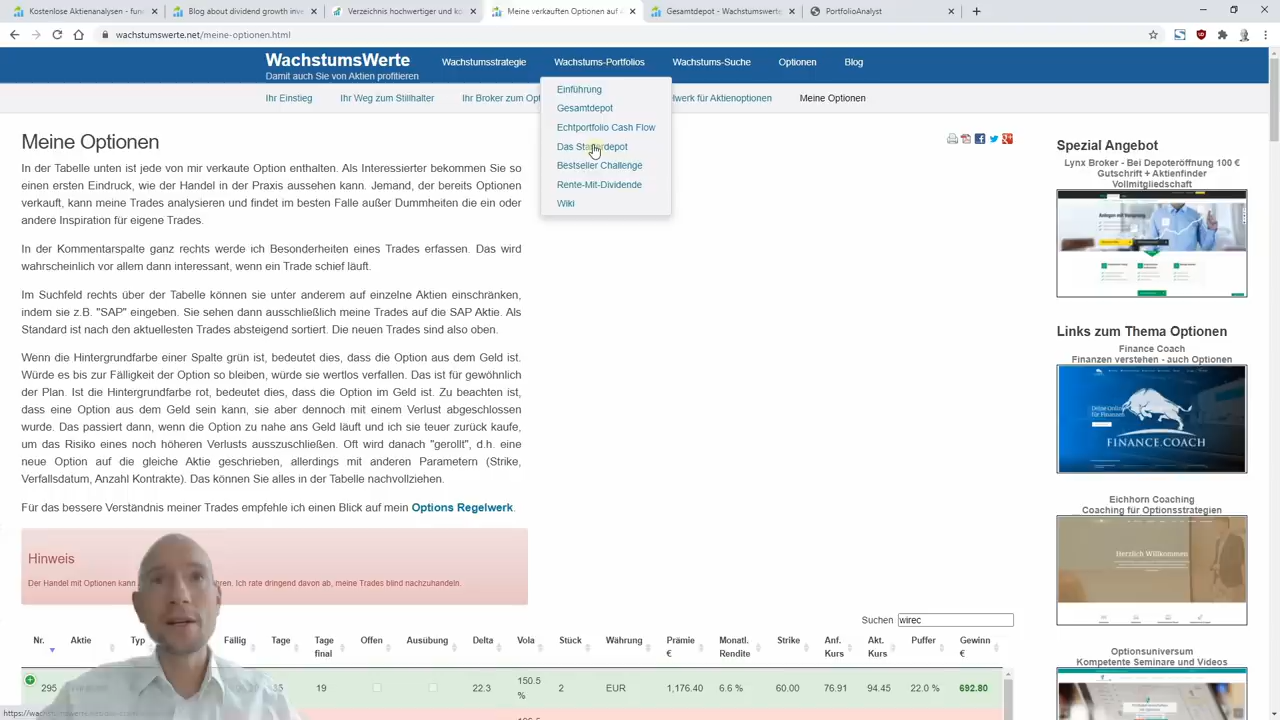 Kostenlose Aktienanalysen - fun
Blog about dividend growth inve
Verzeichnis hochwertiger und kö
Meine verkauften Optionen auf
Gesamtdepot - WachstumsWerte
PortfolioAnalyst
wachstumswerte.net/meine-optionen.html
WachstumsWerte
Damit auch Sie von Aktien profitieren
Wachstumsstrategie
Wachstums-Portfolios
Wachstums-Suche
Optionen
Blog
Ihr Einstieg
Ihr Weg zum Stillhalter
Ihr Broker zum Opt
lwerk für Aktienoptionen
Meine Optionen
Einführung
Gesamtdepot
Echtportfolio Cash Flow
Das Starterdepot
Bestseller Challenge
Rente-Mit-Dividende
Wiki
Meine Optionen
In der Tabelle unten ist jede von mir verkaufte Option enthalten. Als Interessierter bekommen Sie so
einen ersten Eindruck, wie der Handel in der Praxis aussehen kann. Jemand, der bereits Optionen
verkauft, kann meine Trades analysieren und findet im besten Falle außer Dummheiten die ein oder
andere Inspiration für eigene Trades.
In der Kommentarspalte ganz rechts werde ich Besonderheiten eines Trades erfassen. Das wird
wahrscheinlich vor allem dann interessant, wenn ein Trade schief läuft.
Im Suchfeld rechts über der Tabelle können sie unter anderem auf einzelne Aktien einschränken,
indem sie z.B. "SAP" eingeben. Sie sehen dann ausschließlich meine Trades auf die SAP Aktie. Als
Standard ist nach den aktuellesten Trades absteigend sortiert. Die neuen Trades sind also oben.
Wenn die Hintergrundfarbe einer Spalte grün ist, bedeutet dies, dass die Option aus dem Geld ist.
Würde es bis zur Fälligkeit der Option so bleiben, würde sie wertlos verfallen. Das ist für gewöhnlich
der Plan. Ist die Hintergrundfarbe rot, bedeutet dies, dass die Option im Geld ist. Zu beachten ist,
dass eine Option aus dem Geld sein kann, sie aber dennoch mit einem Verlust abgeschlossen
wurde. Das passiert dann, wenn die Option zu nahe ans Geld läuft und ich sie teuer zurück kaufe,
um das Risiko eines noch höheren Verlusts ausszuschließen. Oft wird danach "gerollt", d.h. eine
neue Option auf die gleiche Aktie geschrieben, allerdings mit anderen Parametern (Strike,
Verfallsdatum, Anzahl Kontrakte). Das können Sie alles in der Tabelle nachvollziehen.
Für das bessere Verständnis meiner Trades empfehle ich einen Blick auf mein Options Regelwerk.
Hinweis
Der Handel mit Optionen kann
ren. Ich rate dringend davon ab, meine Trades blind nachzuhandeln.
Suchen wirec
Nr. Aktie Typ Fällig Tage Tage final Offen Ausübung Delta Vola Stück Währung Prämie € Monatl. Rendite Strike Anf. Kurs Akt. Kurs Puffer Gewinn €
295 19 22.3 150.5 % 2 EUR 1,176.40 6.6 % 60.00 76.91 94.45 22.0 % 692.80
Spezial Angebot
Lynx Broker - Bei Depoteröffnung 100 €
Gutschrift + Aktienfinder
Vollmitgliedschaft
Links zum Thema Optionen
Finance Coach
Finanzen verstehen - auch Optionen
FINANCE.COACH
Eichhorn Coaching
Coaching für Optionsstrategien
Herzlich Willkommen
Optionsuniversum
Kompetente Seminare und Videos